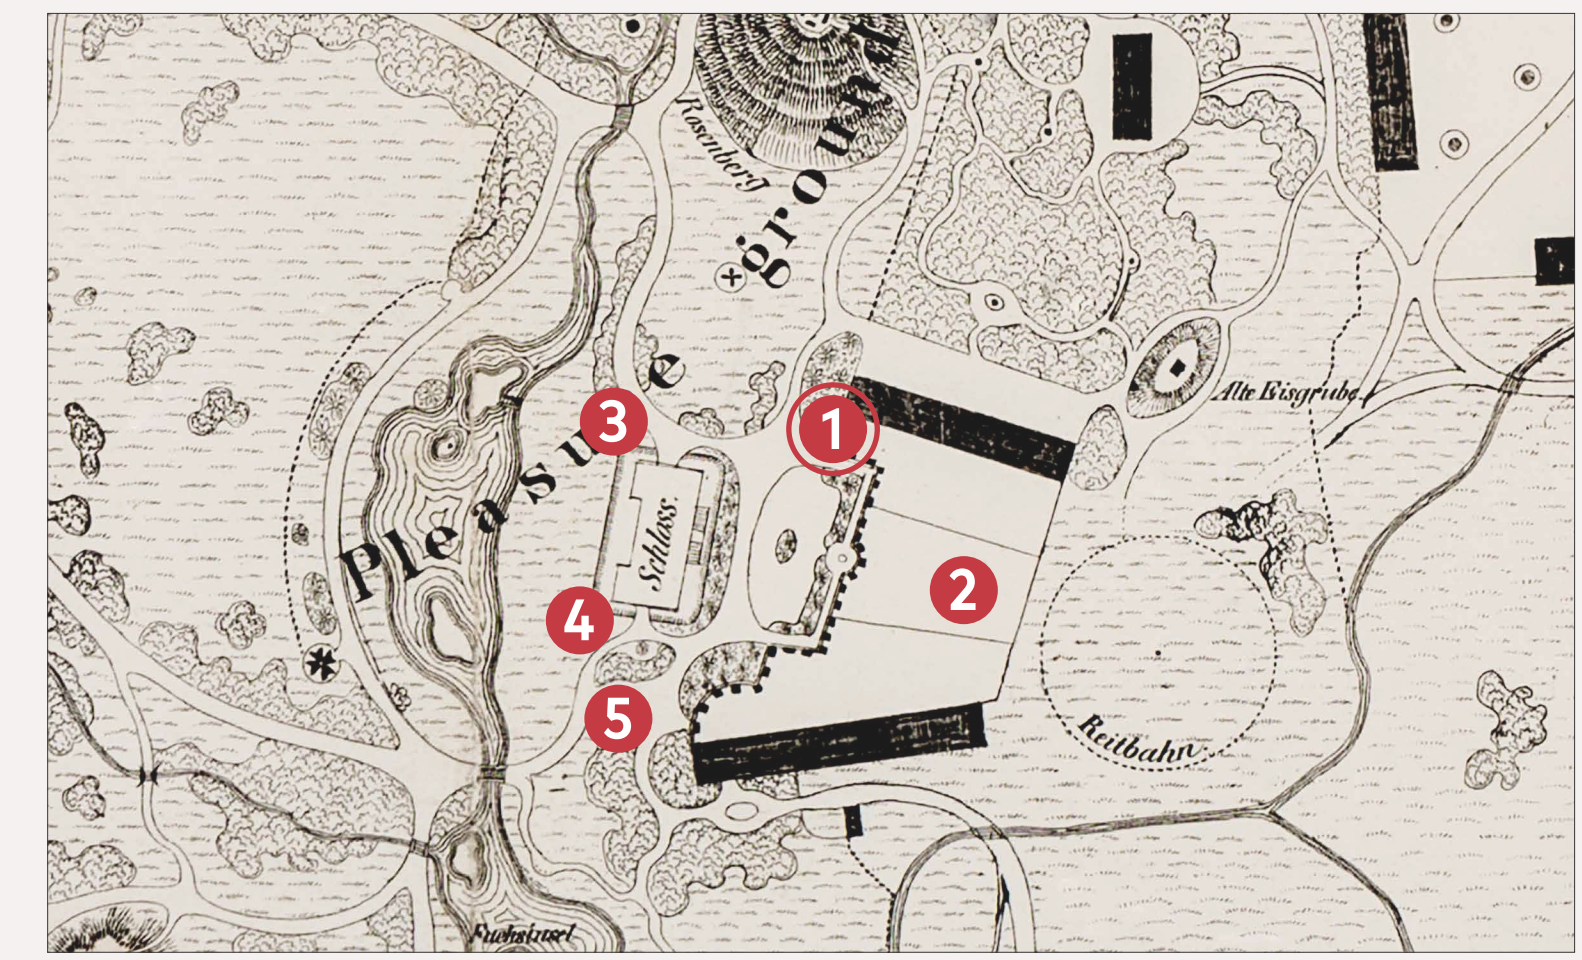 Rosenberg
Pleasure ground
Alte Eisgrube.
Schloss.
Reitbahn.
Fuchsinsel
1
2
3
4
5